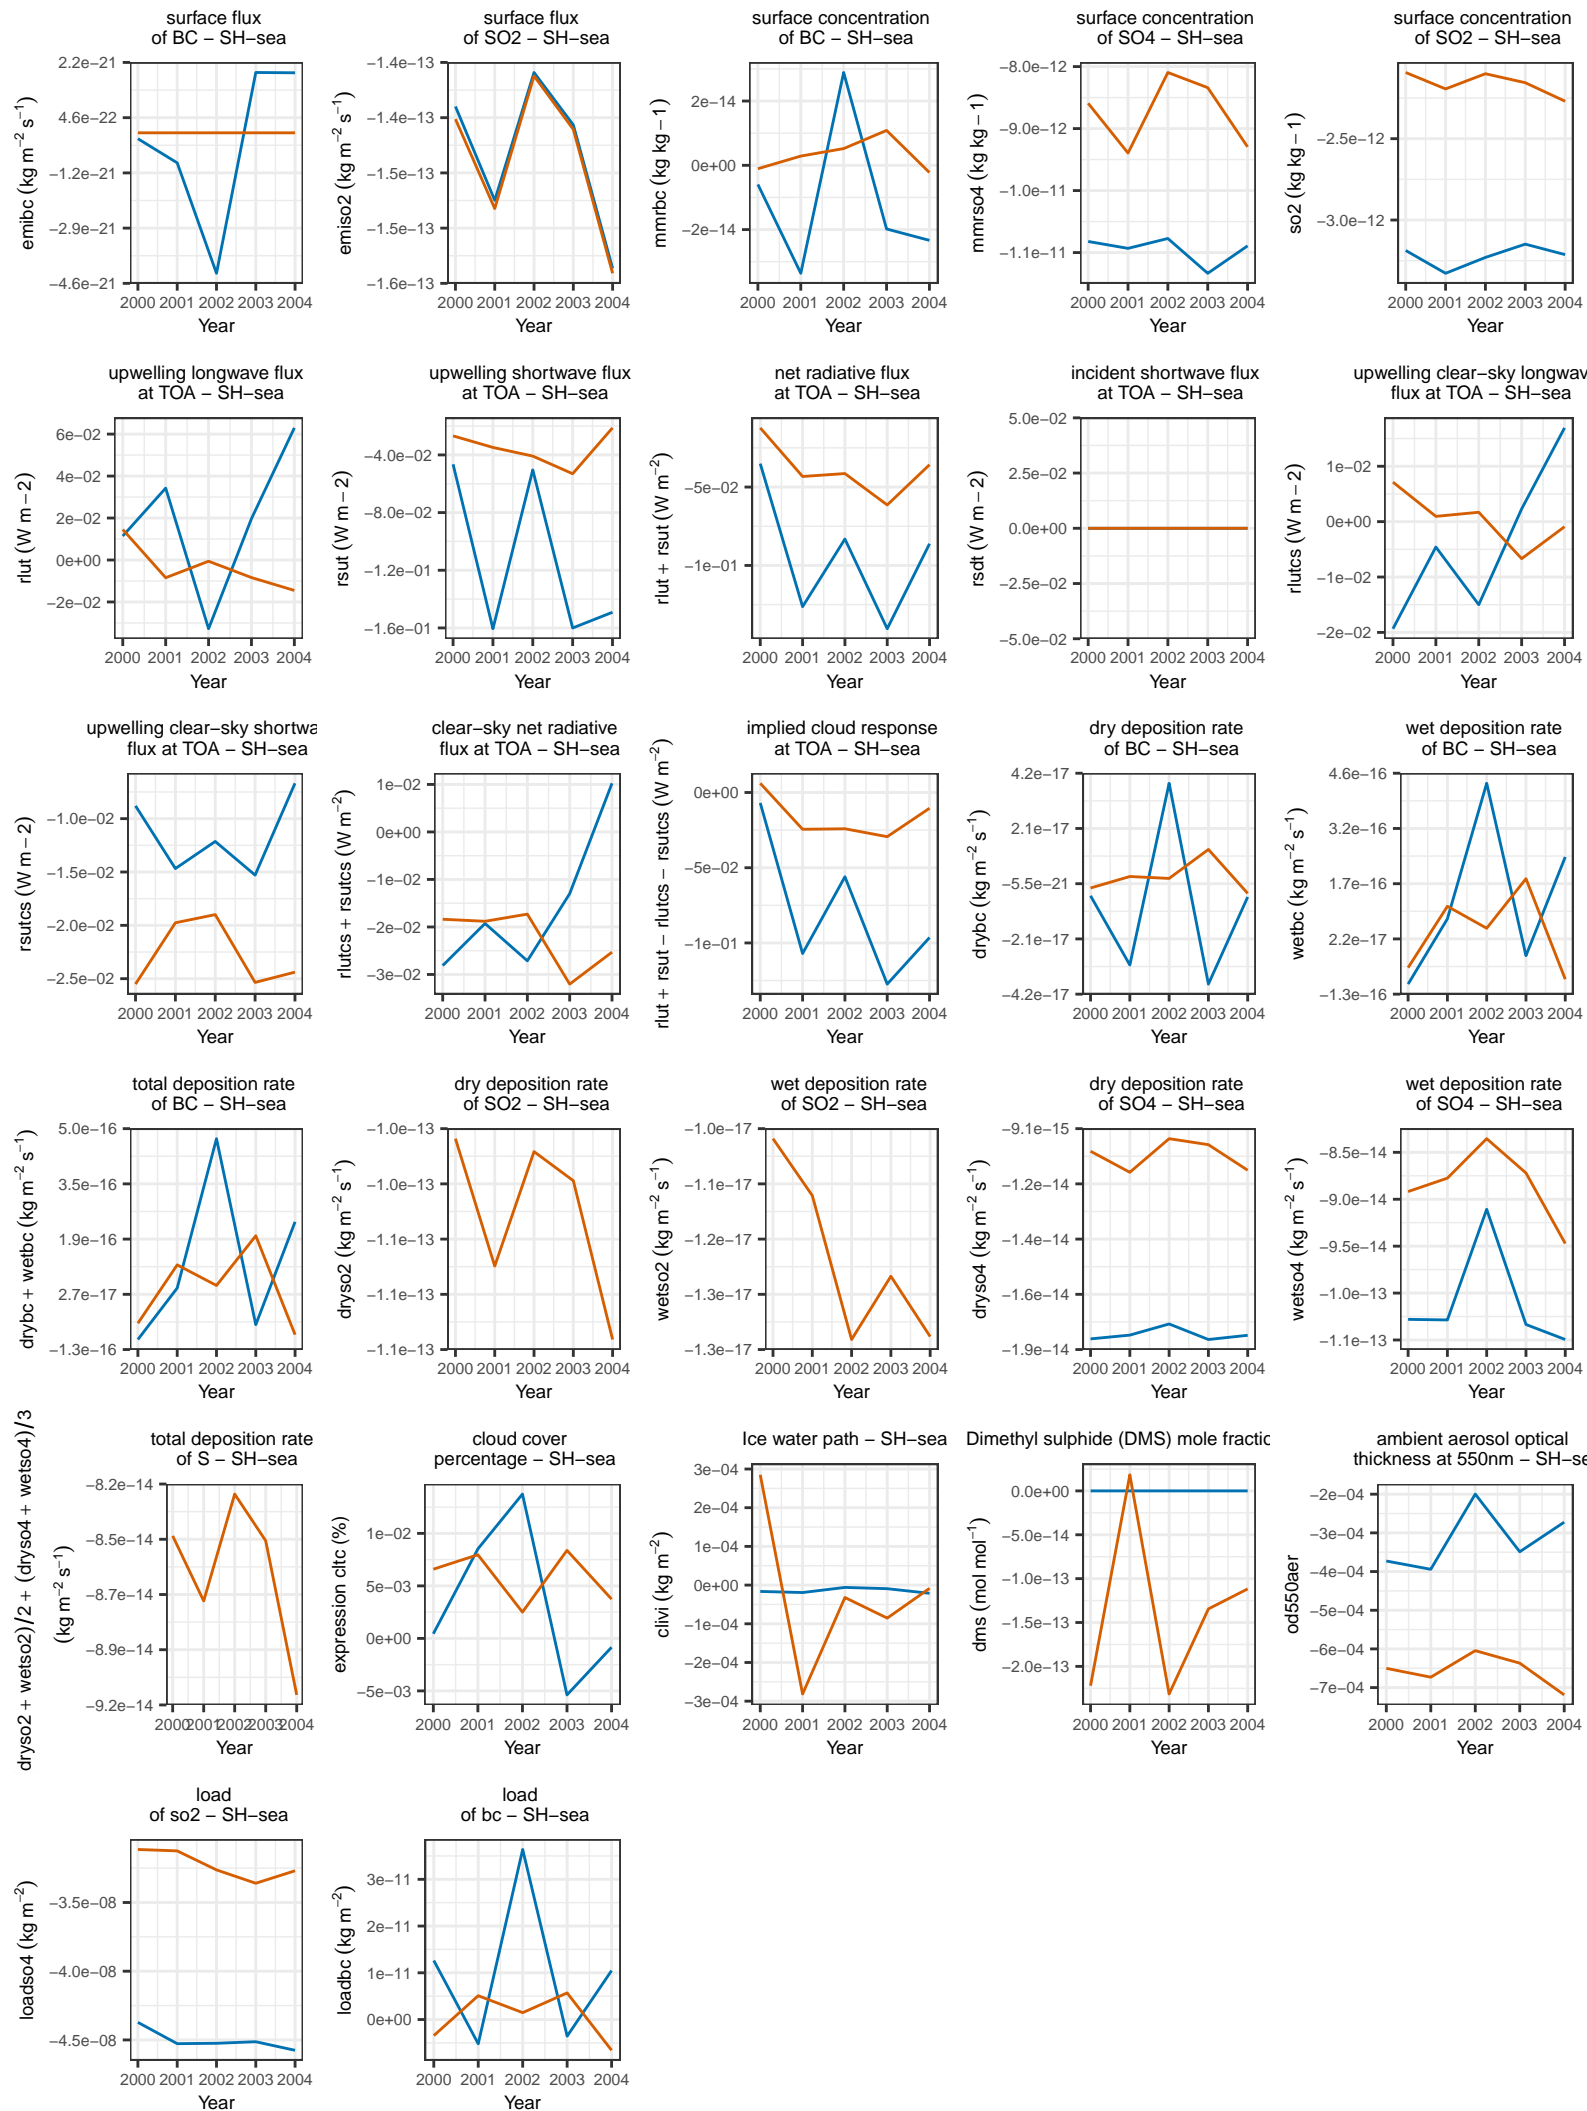 surface flux
of BC − SH−sea
emibc (kg m−2 s−1)
2.2e−21
4.6e−22
−1.2e−21
−2.9e−21
−4.6e−21
2000 2001 2002 2003 2004
Year
surface flux
of SO2 − SH−sea
emiso2 (kg m−2 s−1)
−1.4e−13
−1.4e−13
−1.5e−13
−1.5e−13
−1.6e−13
2000 2001 2002 2003 2004
Year
surface concentration
of BC − SH−sea
mmrbc (kg kg − 1)
2e−14
0e+00
−2e−14
2000 2001 2002 2003 2004
Year
surface concentration
of SO4 − SH−sea
mmrso4 (kg kg − 1)
−8.0e−12
−9.0e−12
−1.0e−11
−1.1e−11
2000 2001 2002 2003 2004
Year
surface concentration
of SO2 − SH−sea
so2 (kg kg − 1)
−2.5e−12
−3.0e−12
2000 2001 2002 2003 2004
Year
upwelling longwave flux
at TOA − SH−sea
rlut (W m − 2)
6e−02
4e−02
2e−02
0e+00
−2e−02
2000 2001 2002 2003 2004
Year
upwelling shortwave flux
at TOA − SH−sea
rsut (W m − 2)
−4.0e−02
−8.0e−02
−1.2e−01
−1.6e−01
2000 2001 2002 2003 2004
Year
net radiative flux
at TOA − SH−sea
rlut + rsut (W m−2)
−5e−02
−1e−01
2000 2001 2002 2003 2004
Year
incident shortwave flux
at TOA − SH−sea
rsdt (W m − 2)
5.0e−02
2.5e−02
0.0e+00
−2.5e−02
−5.0e−02
2000 2001 2002 2003 2004
Year
upwelling clear−sky longwav
flux at TOA − SH−sea
rlutcs (W m − 2)
1e−02
0e+00
−1e−02
−2e−02
2000 2001 2002 2003 2004
Year
upwelling clear−sky shortwa
flux at TOA − SH−sea
rsutcs (W m − 2)
−1.0e−02
−1.5e−02
−2.0e−02
−2.5e−02
2000 2001 2002 2003 2004
Year
clear−sky net radiative
flux at TOA − SH−sea
rlutcs + rsutcs (W m−2)
1e−02
0e+00
−1e−02
−2e−02
−3e−02
2000 2001 2002 2003 2004
Year
implied cloud response
at TOA − SH−sea
rlut + rsut − rlutcs − rsutcs (W m−2)
0e+00
−5e−02
−1e−01
2000 2001 2002 2003 2004
Year
dry deposition rate
of BC − SH−sea
drybc (kg m−2 s−1)
4.2e−17
2.1e−17
−5.5e−21
−2.1e−17
−4.2e−17
2000 2001 2002 2003 2004
Year
wet deposition rate
of BC − SH−sea
wetbc (kg m−2 s−1)
4.6e−16
3.2e−16
1.7e−16
2.2e−17
−1.3e−16
2000 2001 2002 2003 2004
Year
total deposition rate
of BC − SH−sea
drybc + wetbc (kg m−2 s−1)
5.0e−16
3.5e−16
1.9e−16
2.7e−17
−1.3e−16
2000 2001 2002 2003 2004
Year
dry deposition rate
of SO2 − SH−sea
dryso2 (kg m−2 s−1)
−1.0e−13
−1.0e−13
−1.1e−13
−1.1e−13
−1.1e−13
2000 2001 2002 2003 2004
Year
wet deposition rate
of SO2 − SH−sea
wetso2 (kg m−2 s−1)
−1.0e−17
−1.1e−17
−1.2e−17
−1.3e−17
−1.3e−17
2000 2001 2002 2003 2004
Year
dry deposition rate
of SO4 − SH−sea
dryso4 (kg m−2 s−1)
−9.1e−15
−1.2e−14
−1.4e−14
−1.6e−14
−1.9e−14
2000 2001 2002 2003 2004
Year
wet deposition rate
of SO4 − SH−sea
wetso4 (kg m−2 s−1)
−8.5e−14
−9.0e−14
−9.5e−14
−1.0e−13
−1.1e−13
2000 2001 2002 2003 2004
Year
total deposition rate
of S − SH−sea
dryso2 + wetso2)/2 + (dryso4 + wetso4)/3
(kg m−2 s−1)
−8.2e−14
−8.5e−14
−8.7e−14
−8.9e−14
−9.2e−14
2000 2001 2002 2003 2004
Year
cloud cover
percentage − SH−sea
expression cltc (%)
1e−02
5e−03
0e+00
−5e−03
2000 2001 2002 2003 2004
Year
Ice water path − SH−sea
clivi (kg m−2)
3e−04
2e−04
1e−04
0e+00
−1e−04
−2e−04
−3e−04
2000 2001 2002 2003 2004
Year
Dimethyl sulphide (DMS) mole fractic
dms (mol mol−1)
0.0e+00
−5.0e−14
−1.0e−13
−1.5e−13
−2.0e−13
2000 2001 2002 2003 2004
Year
ambient aerosol optical
thickness at 550nm − SH−se
od550aer
−2e−04
−3e−04
−4e−04
−5e−04
−6e−04
−7e−04
2000 2001 2002 2003 2004
Year
load
of so2 − SH−sea
loadso4 (kg m−2)
−3.5e−08
−4.0e−08
−4.5e−08
2000 2001 2002 2003 2004
Year
load
of bc − SH−sea
loadbc (kg m−2)
3e−11
2e−11
1e−11
0e+00
2000 2001 2002 2003 2004
Year